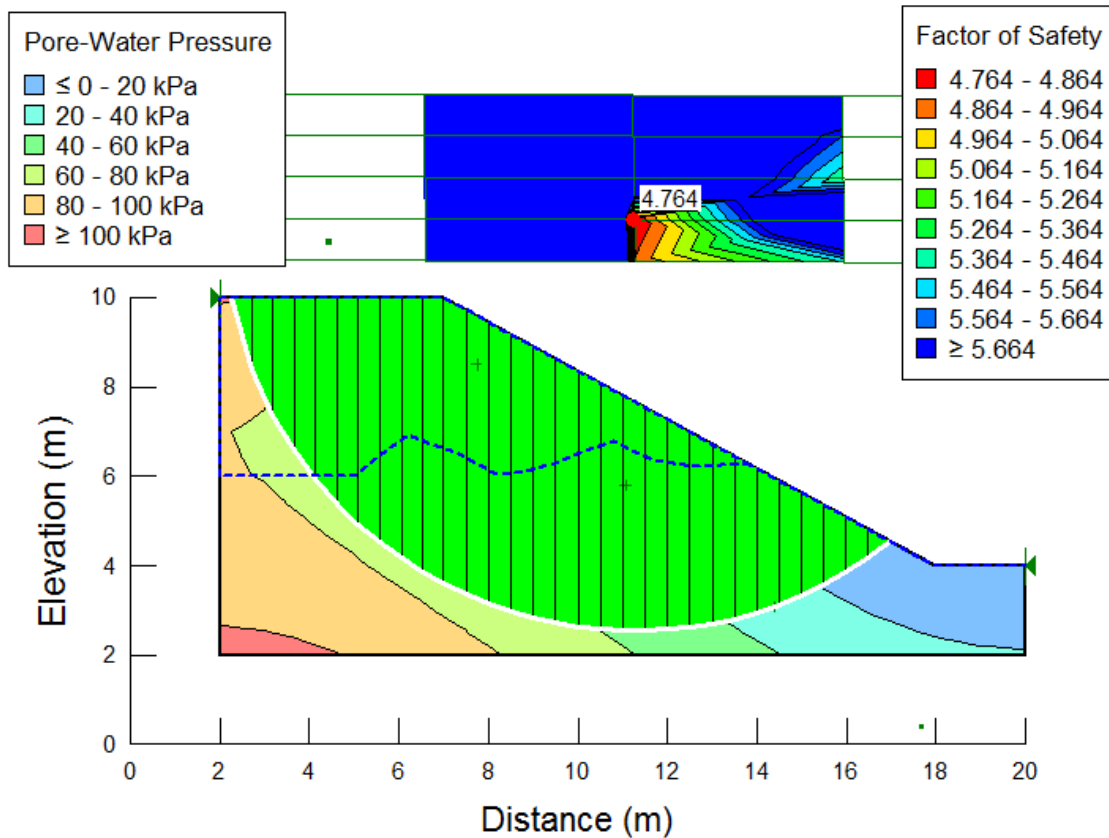 Pore-Water Pressure
≤ 0 - 20 kPa
20 - 40 kPa
40 - 60 kPa
60 - 80 kPa
80 - 100 kPa
≥ 100 kPa
4.764
Factor of Safety
4.764 - 4.864
4.864 - 4.964
4.964 - 5.064
5.064 - 5.164
5.164 - 5.264
5.264 - 5.364
5.364 - 5.464
5.464 - 5.564
5.564 - 5.664
≥ 5.664
Elevation (m)
10
8
6
4
2
0
0 2 4 6 8 10 12 14 16 18 20
Distance (m)